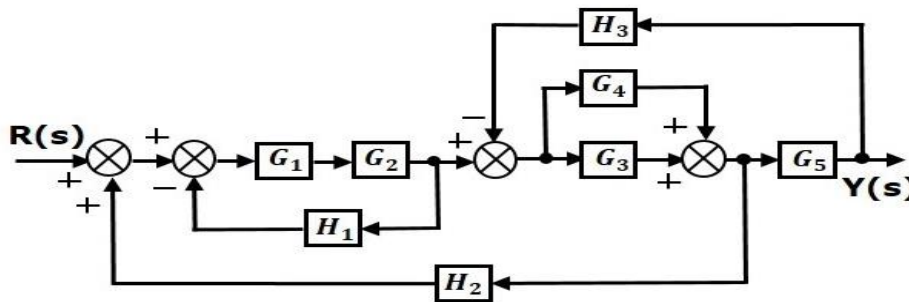 H₃
−
G₄
R(s) + + + +
G₁ G₂ G₃ G₅
+ − + Y(s)
+
H₁
H₂